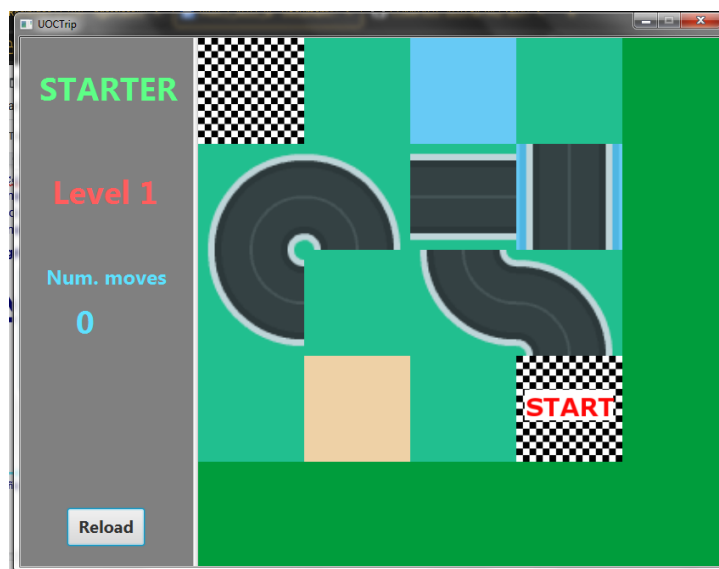 UOCTrip
STARTER
Level 1
Num. moves
0
Reload
START